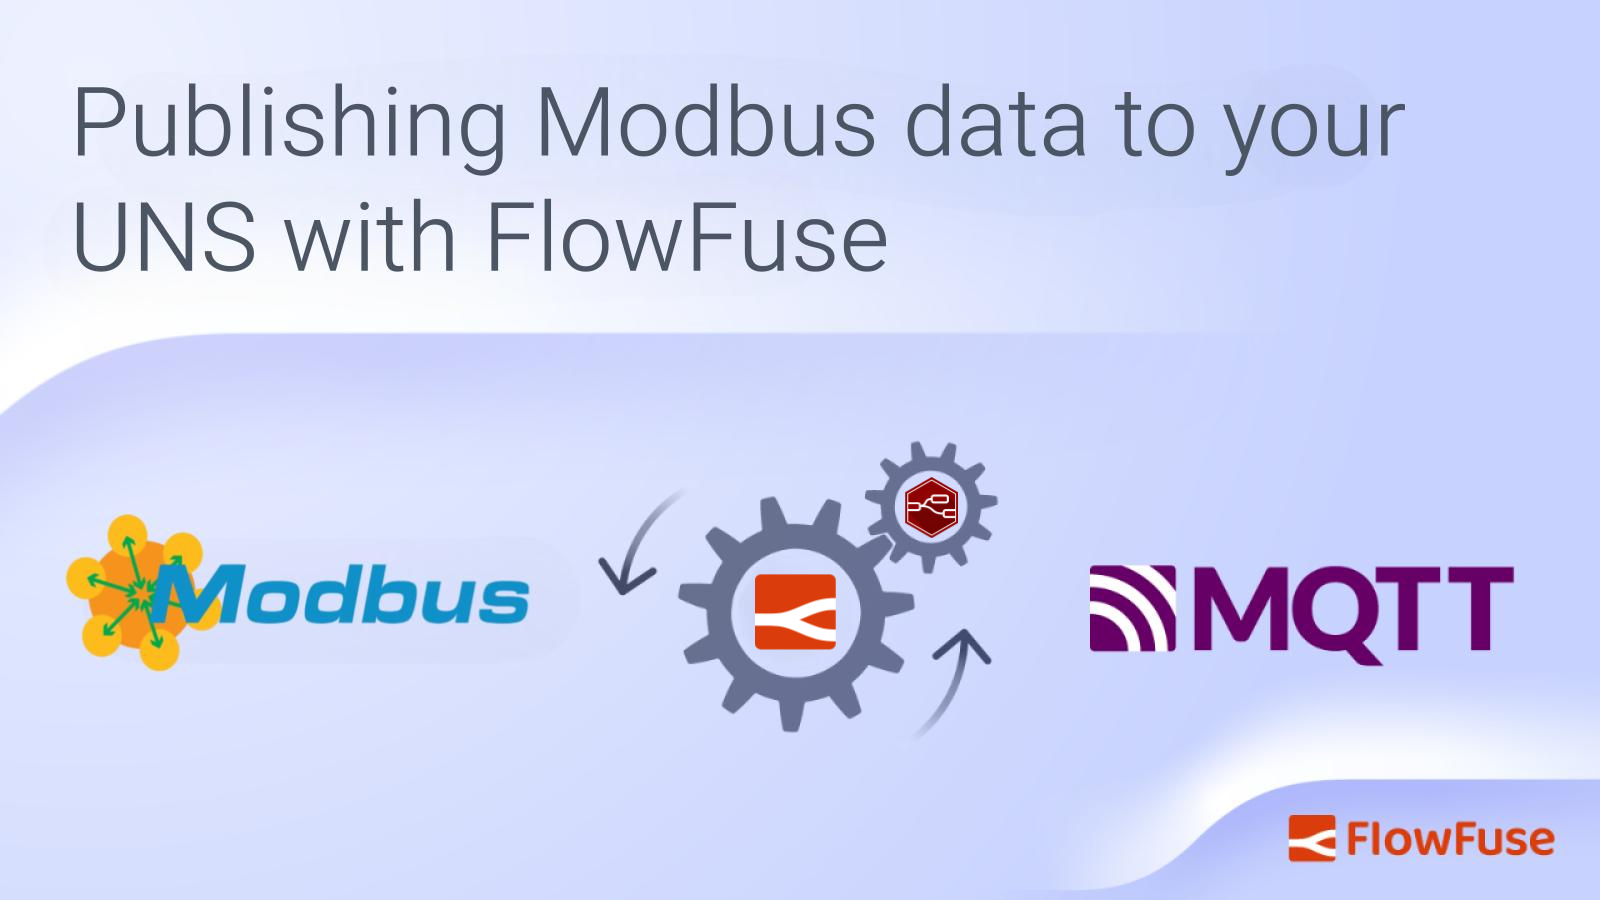 Publishing Modbus data to your
UNS with FlowFuse
Modbus
MQTT
FlowFuse